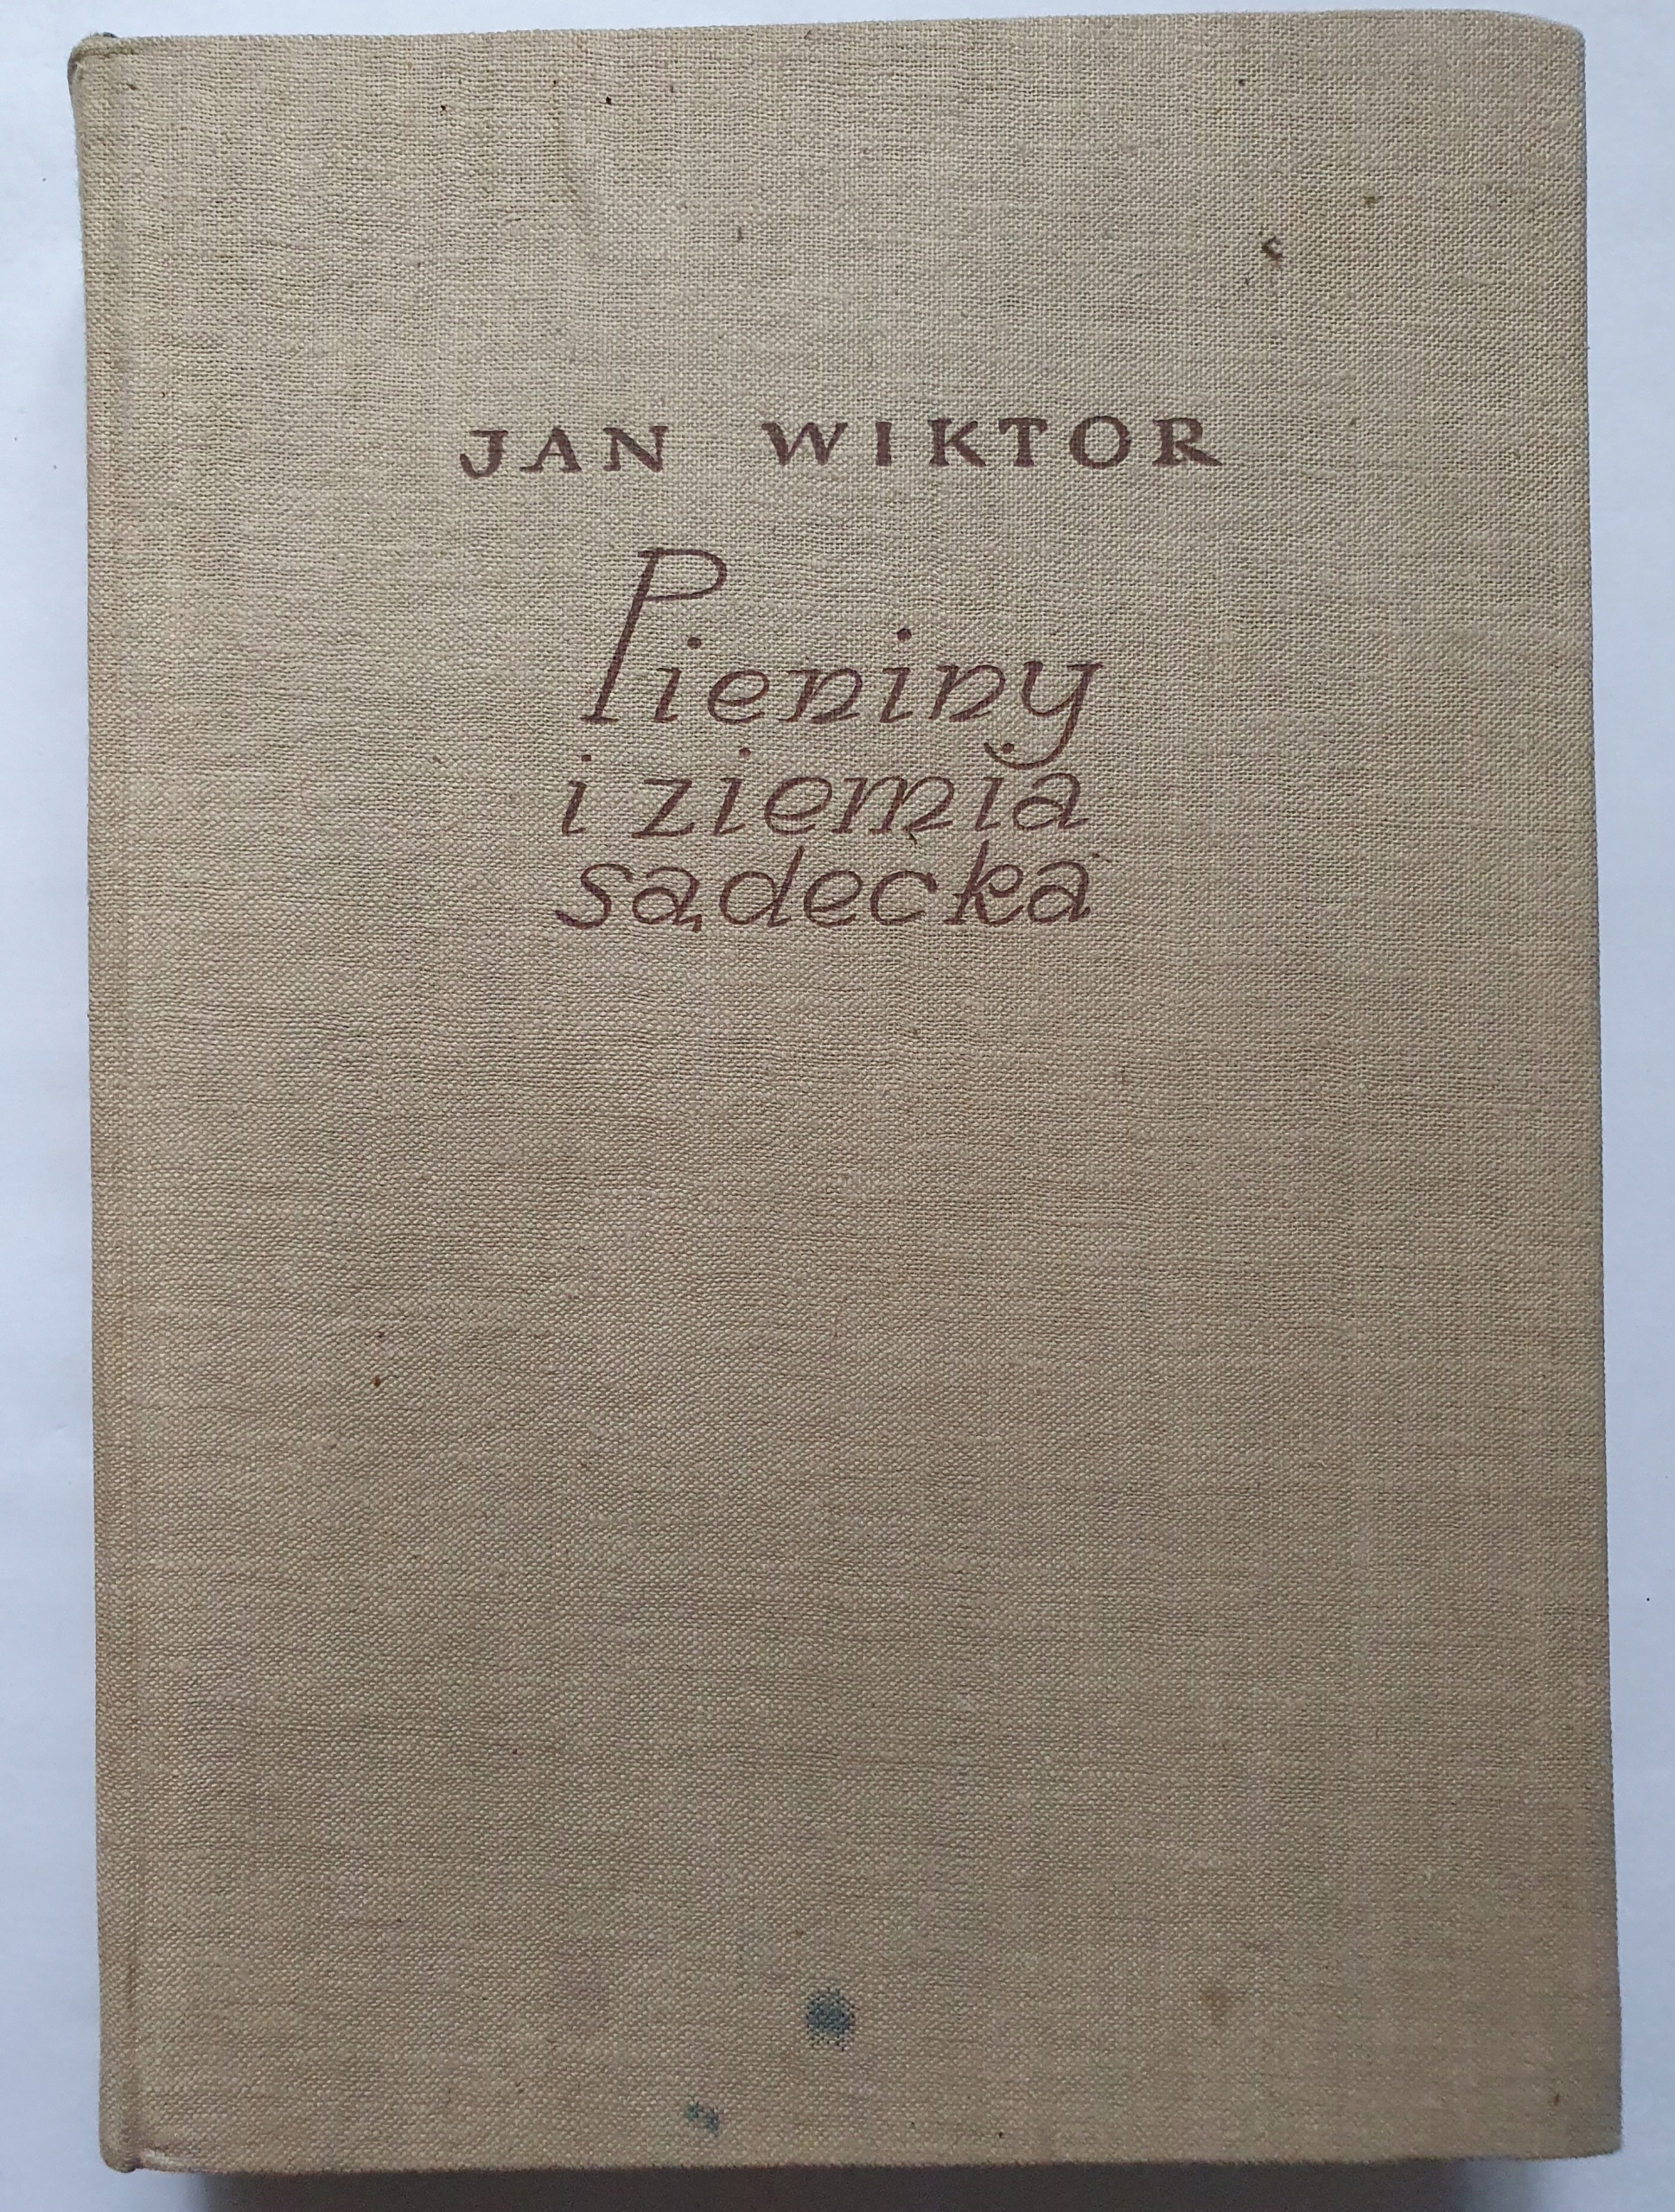 JAN WIKTOR
Pieniny
i ziemia
sądecka